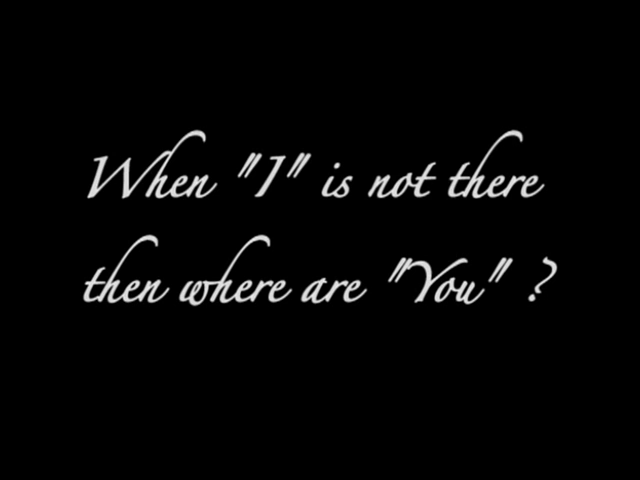 When "I" is not there
then where are "You" ?